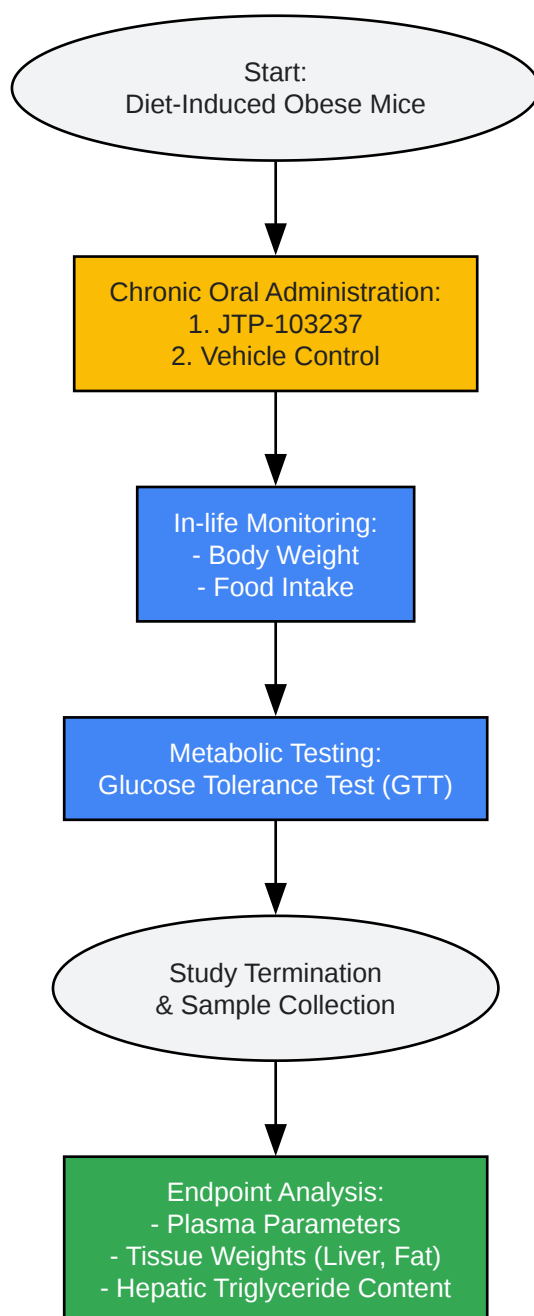 Start:
Diet-Induced Obese Mice
Chronic Oral Administration:
1. JTP-103237
2. Vehicle Control
In-life Monitoring:
- Body Weight
- Food Intake
Metabolic Testing:
Glucose Tolerance Test (GTT)
Study Termination
& Sample Collection
Endpoint Analysis:
- Plasma Parameters
- Tissue Weights (Liver, Fat)
- Hepatic Triglyceride Content